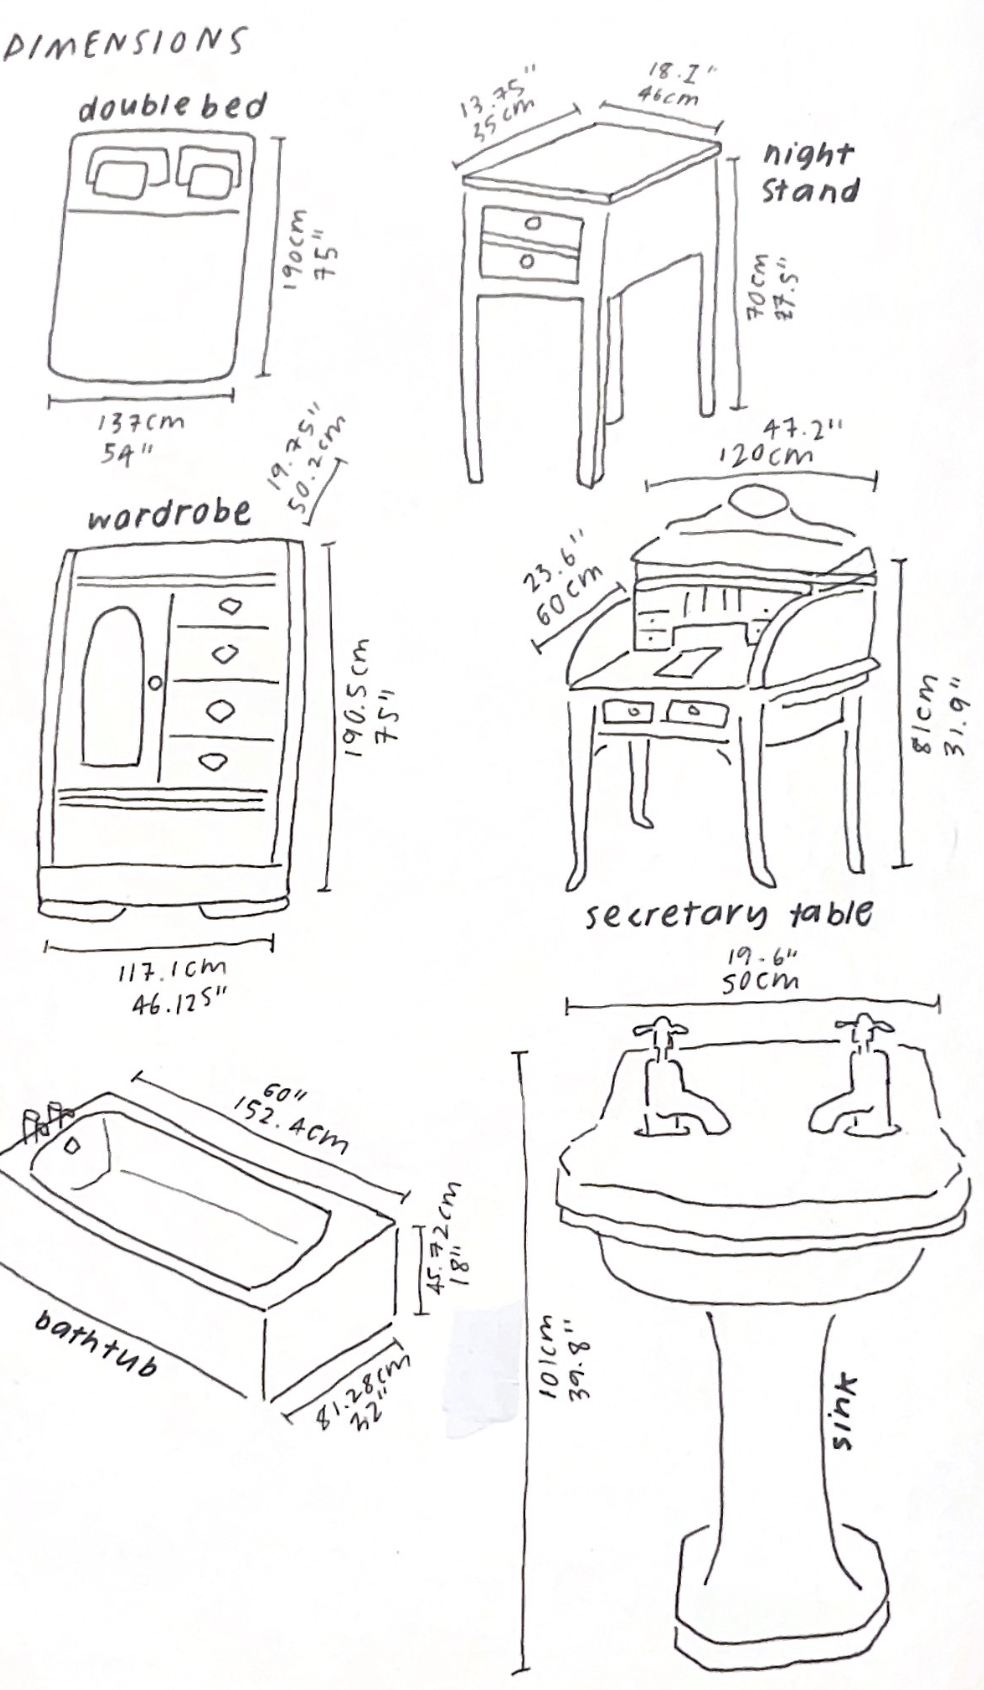 DIMENSIONS
double bed
190cm
75"
137cm
54"
13.75"
35cm
18.1"
46cm
night
stand
70cm
27.5"
wardrobe
19.75"
50.2cm
190.5cm
75"
117.1cm
46.125"
47.2"
120cm
23.6"
60cm
81cm
31.9"
secretary table
60"
152.4cm
45.72cm
18"
81.28cm
32"
bathtub
19.6"
50cm
101cm
39.8"
sink